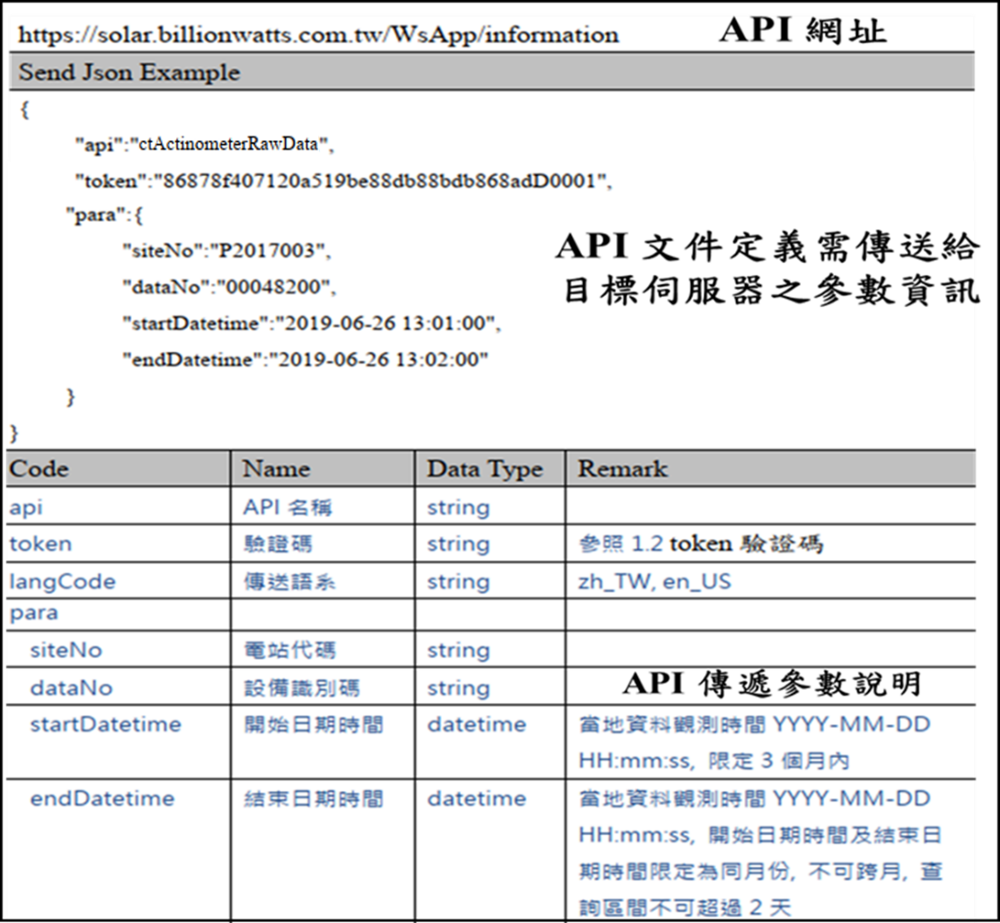 https://solar.billionwatts.com.tw/WsApp/information API 網址
Send Json Example
{
"api":"ctActinometerRawData",
"token":"86878f407120a519be88db88bdb868adD0001",
"para":{
"siteNo":"P2017003",
"dataNo":"00048200",
"startDatetime":"2019-06-26 13:01:00",
"endDatetime":"2019-06-26 13:02:00"
}
}
API 文件定義需傳送給
目標伺服器之參數資訊
Code Name Data Type Remark
api API 名稱 string
token 驗證碼 string 參照 1.2 token 驗證碼
langCode 傳送語系 string zh_TW, en_US
para
siteNo 電站代碼 string
dataNo 設備識別碼 string API 傳遞參數說明
startDatetime 開始日期時間 datetime 當地資料觀測時間 YYYY-MM-DD
HH:mm:ss, 限定 3 個月內
endDatetime 結束日期時間 datetime 當地資料觀測時間 YYYY-MM-DD
HH:mm:ss, 開始日期時間及結束日
期時間限定為同月份, 不可跨月, 查
詢區間不可超過 2 天